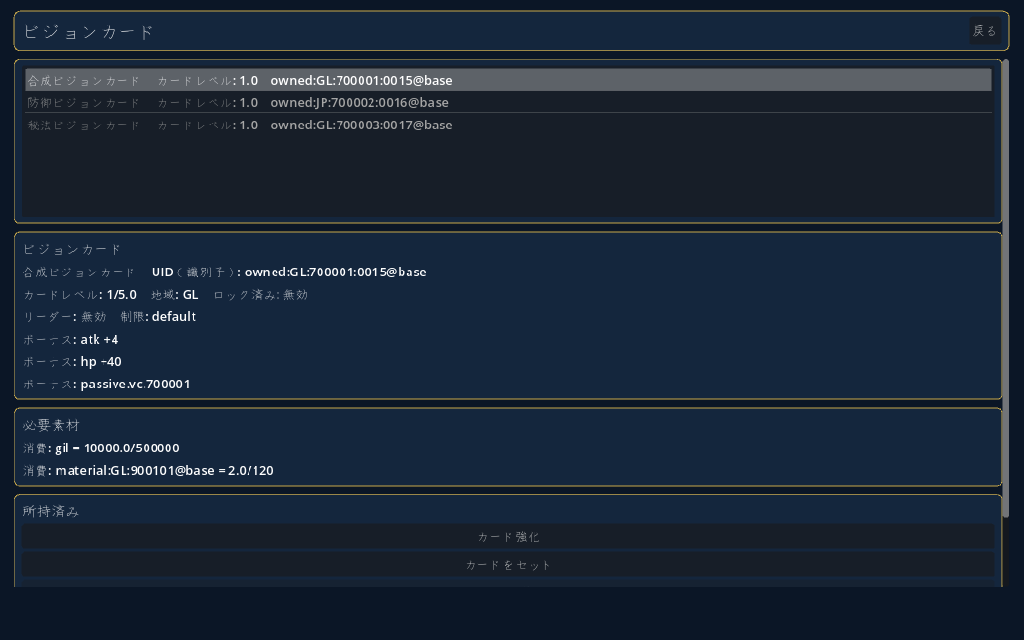 ビジョンカード
戻る
合成ビジョンカード カードレベル: 1.0 owned:GL:700001:0015@base
防御ビジョンカード カードレベル: 1.0 owned:JP:700002:0016@base
秘法ビジョンカード カードレベル: 1.0 owned:GL:700003:0017@base
ビジョンカード
合成ビジョンカード UID（識別子）: owned:GL:700001:0015@base
カードレベル: 1/5.0 地域: GL ロック済み: 無効
リーダー: 無効 制限: default
ボーナス: atk +4
ボーナス: hp +40
ボーナス: passive.vc.700001
必要素材
消費: gil = 10000.0/500000
消費: material:GL:900101@base = 2.0/120
所持済み
カード強化
カードをセット